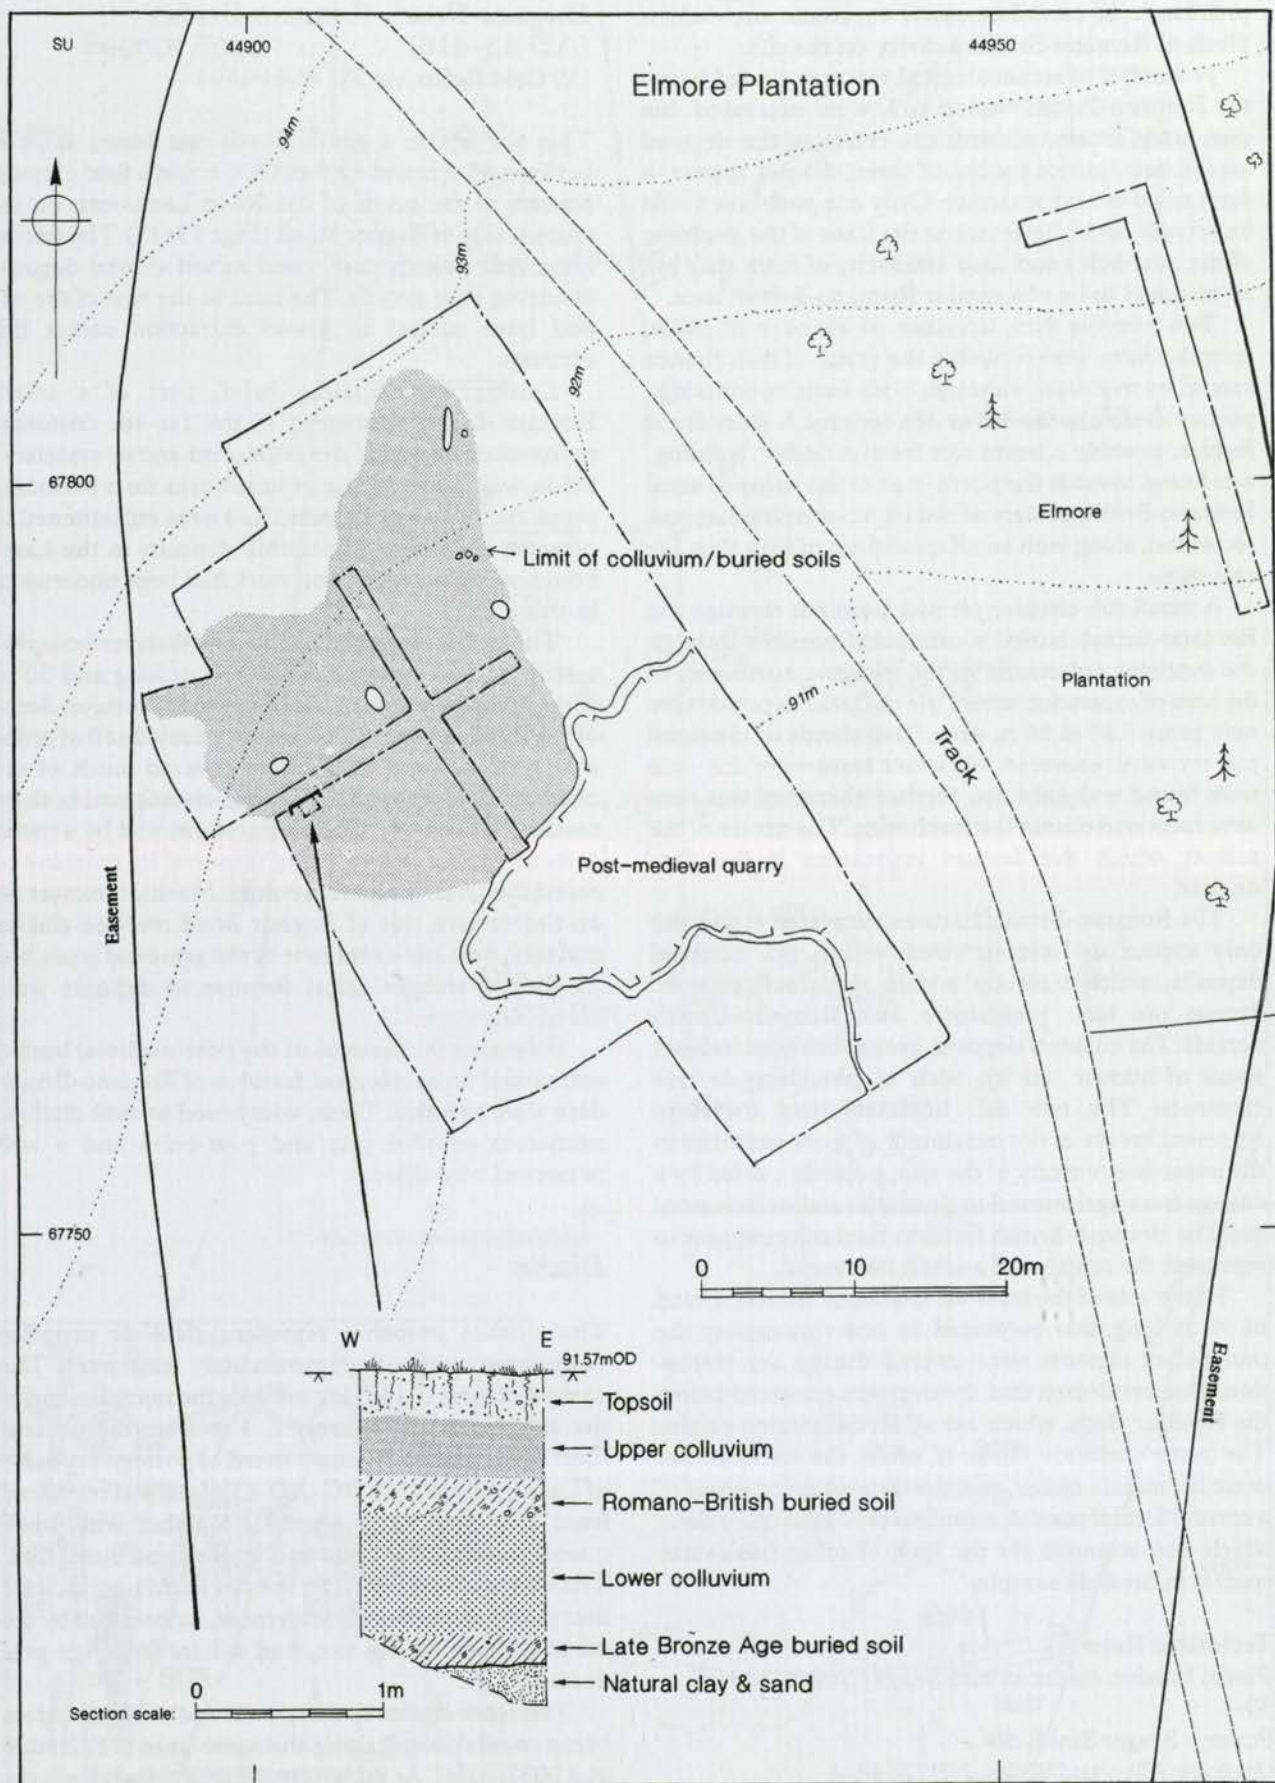 SU
44900
44950
Elmore Plantation
94m
93m
92m
67800
Elmore
Limit of colluvium/buried soils
Plantation
91m
Track
Easement
Post-medieval quarry
67750
0 10 20m
Easement
W E
91.57mOD
Topsoil
Upper colluvium
Romano-British buried soil
Lower colluvium
Late Bronze Age buried soil
Natural clay & sand
0 1m
Section scale: